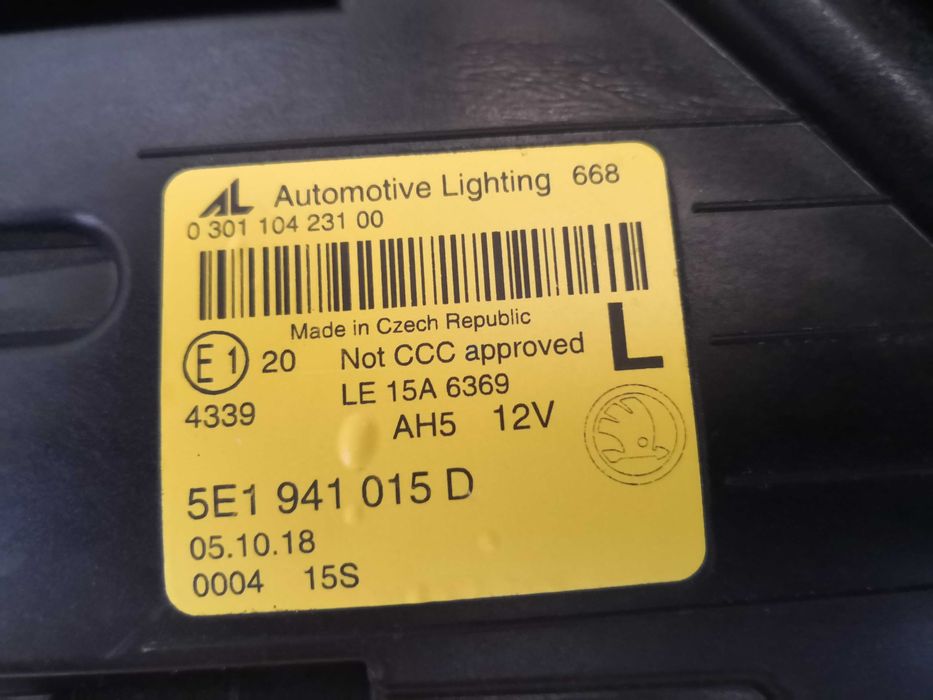 AL Automotive Lighting 668
0 301 104 231 00
Made in Czech Republic
E1 20 Not CCC approved L
LE 15A 6369
4339
AH5 12V
5E1 941 015 D
05.10.18
0004 15S